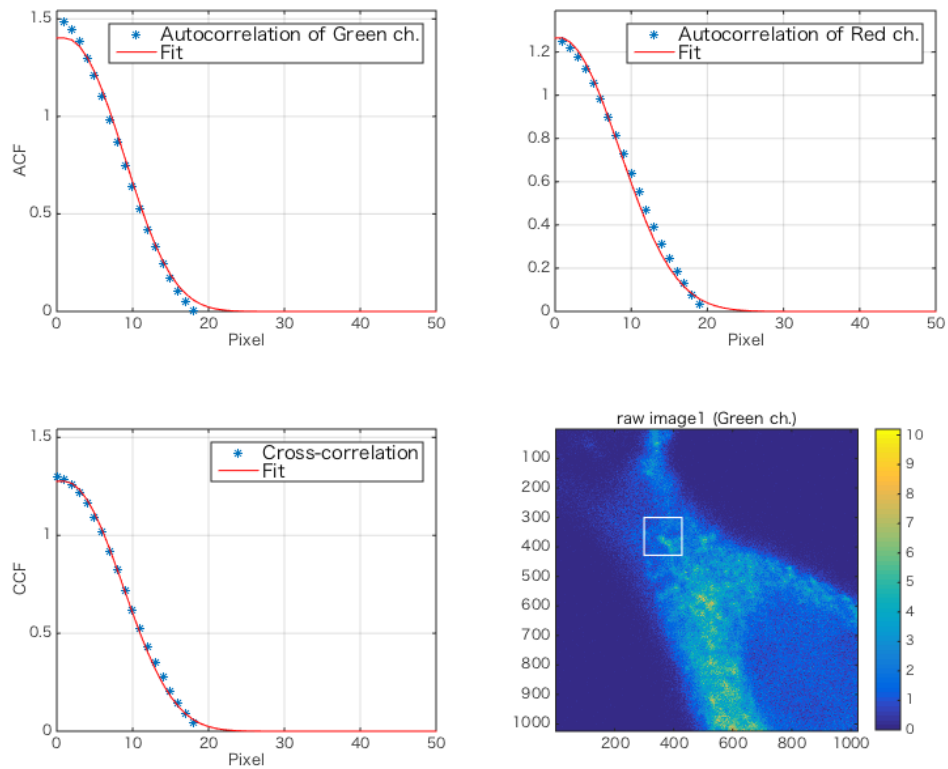 Autocorrelation of Green ch.
Fit
1.5
1
0.5
0
ACF
0 10 20 30 40 50
Pixel
Autocorrelation of Red ch.
Fit
1.2
1
0.8
0.6
0.4
0.2
0
0 10 20 30 40 50
Pixel
Cross-correlation
Fit
1.5
1
0.5
0
CCF
0 10 20 30 40 50
Pixel
raw image1 (Green ch.)
100
200
300
400
500
600
700
800
900
1000
200 400 600 800 1000
10
9
8
7
6
5
4
3
2
1
0